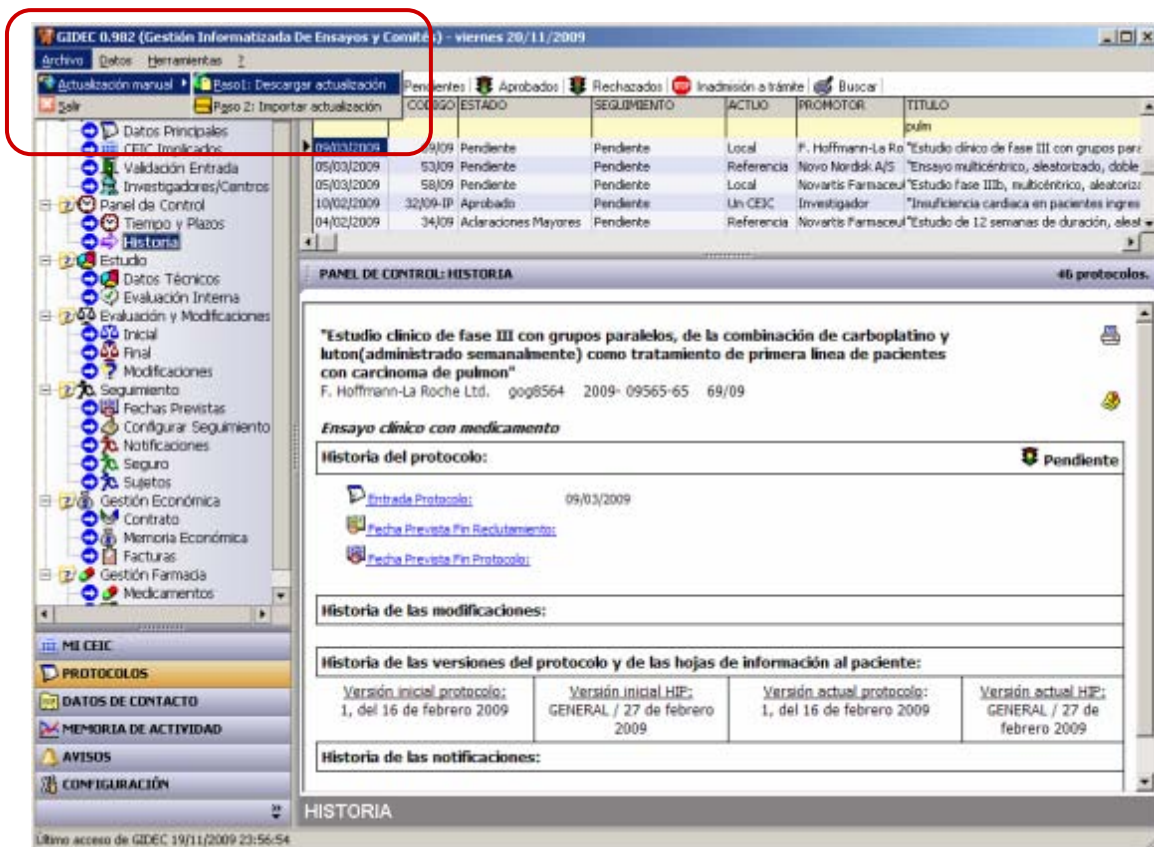 GIDEC 0.982 (Gestión Informatizada De Ensayos y Comités) - viernes 20/11/2009
Archivo Datos Herramientas ?
Actualización manual Paso1: Descargar actualización Pendientes Aprobados Rechazados Inadmisión a trámite Buscar
Salir Paso 2: Importar actualización CODIGO ESTADO SEGUIMIENTO ACTUO PROMOTOR TITULO
pulm
09/03/2009 69/09 Pendiente Pendiente Local F. Hoffmann-La Ro "Estudio clínico de fase III con grupos para
05/03/2009 53/09 Pendiente Pendiente Referencia Novo Nordisk A/S "Ensayo multicéntrico, aleatorizado, doble
05/03/2009 58/09 Pendiente Pendiente Local Novartis Farmaceu "Estudio fase IIIb, multicéntrico, aleatoriza
10/02/2009 32/09-IP Aprobado Pendiente Un CEIC Investigador "Insuficiencia cardiaca en pacientes ingres
04/02/2009 34/09 Aclaraciones Mayores Pendiente Referencia Novartis Farmaceu "Estudio de 12 semanas de duración, aleat
Datos Principales
CEIC Implicados
Validación Entrada
Investigadores/Centros
Panel de Control
Tiempo y Plazos
Historia
Estudio
Datos Técnicos
Evaluación Interna
Evaluación y Modificaciones
Inicial
Final
Modificaciones
Seguimiento
Fechas Previstas
Configurar Seguimiento
Notificaciones
Seguro
Sujetos
Gestión Económica
Contrato
Memoria Económica
Facturas
Gestión Farmacia
Medicamentos
MI CEIC
PROTOCOLOS
DATOS DE CONTACTO
MEMORIA DE ACTIVIDAD
AVISOS
CONFIGURACIÓN
PANEL DE CONTROL: HISTORIA 46 protocolos.
"Estudio clínico de fase III con grupos paralelos, de la combinación de carboplatino y
luton(administrado semanalmente) como tratamiento de primera línea de pacientes
con carcinoma de pulmon"
F. Hoffmann-La Roche Ltd. gog8564 2009- 09565-65 69/09
Ensayo clínico con medicamento
Historia del protocolo: Pendiente
Entrada Protocolo: 09/03/2009
Fecha Prevista Fin Reclutamiento:
Fecha Prevista Fin Protocolo:
Historia de las modificaciones:
Historia de las versiones del protocolo y de las hojas de información al paciente:
Versión inicial protocolo: Versión inicial HIP: Versión actual protocolo: Versión actual HIP:
1, del 16 de febrero 2009 GENERAL / 27 de febrero 1, del 16 de febrero 2009 GENERAL / 27 de
2009 febrero 2009
Historia de las notificaciones:
HISTORIA
Último acceso de GIDEC 19/11/2009 23:56:54